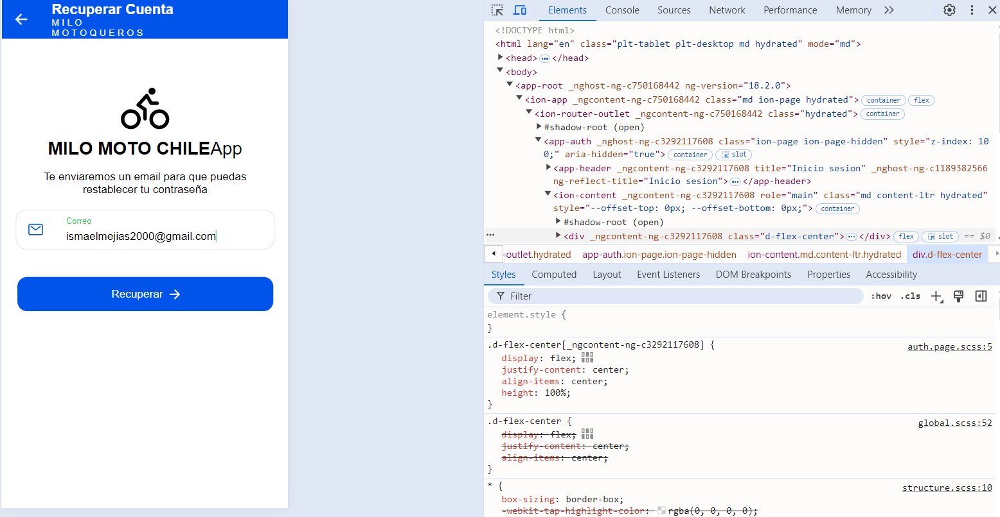 Recuperar Cuenta
MILO
MOTOQUEROS
MILO MOTO CHILEApp
Te enviaremos un email para que puedas
restablecer tu contraseña
Correo
ismaelmejias2000@gmail.com
Recuperar
Elements Console Sources Network Performance Memory
<!DOCTYPE html>
<html lang="en" class="plt-tablet plt-desktop md hydrated" mode="md">
<head> ••• </head>
<body>
<app-root _nghost-ng-c750168442 ng-version="18.2.0">
<ion-app _ngcontent-ng-c750168442 class="md ion-page hydrated"> container flex
<ion-router-outlet _ngcontent-ng-c750168442 class="hydrated"> container
#shadow-root (open)
<app-auth _nghost-ng-c3292117608 class="ion-page ion-page-hidden" style="z-index: 10
0;" aria-hidden="true"> container slot
<app-header _ngcontent-ng-c3292117608 title="Inicio sesion" _nghost-ng-c1189382566
ng-reflect-title="Inicio sesion"> ••• </app-header>
<ion-content _ngcontent-ng-c3292117608 role="main" class="md content-ltr hydrated"
style="--offset-top: 0px; --offset-bottom: 0px;"> container
#shadow-root (open)
••• <div _ngcontent-ng-c3292117608 class="d-flex-center"> ••• </div> flex slot == $0
-outlet.hydrated app-auth.ion-page.ion-page-hidden ion-content.md.content-ltr.hydrated div.d-flex-center
Styles Computed Layout Event Listeners DOM Breakpoints Properties Accessibility
Filter :hov .cls
element.style {
}
.d-flex-center[_ngcontent-ng-c3292117608] { auth.page.scss:5
display: flex;
justify-content: center;
align-items: center;
height: 100%;
}
.d-flex-center { global.scss:52
display: flex;
justify-content: center;
align-items: center;
}
* { structure.scss:10
box-sizing: border-box;
-webkit-tap-highlight-color: rgba(0, 0, 0, 0);